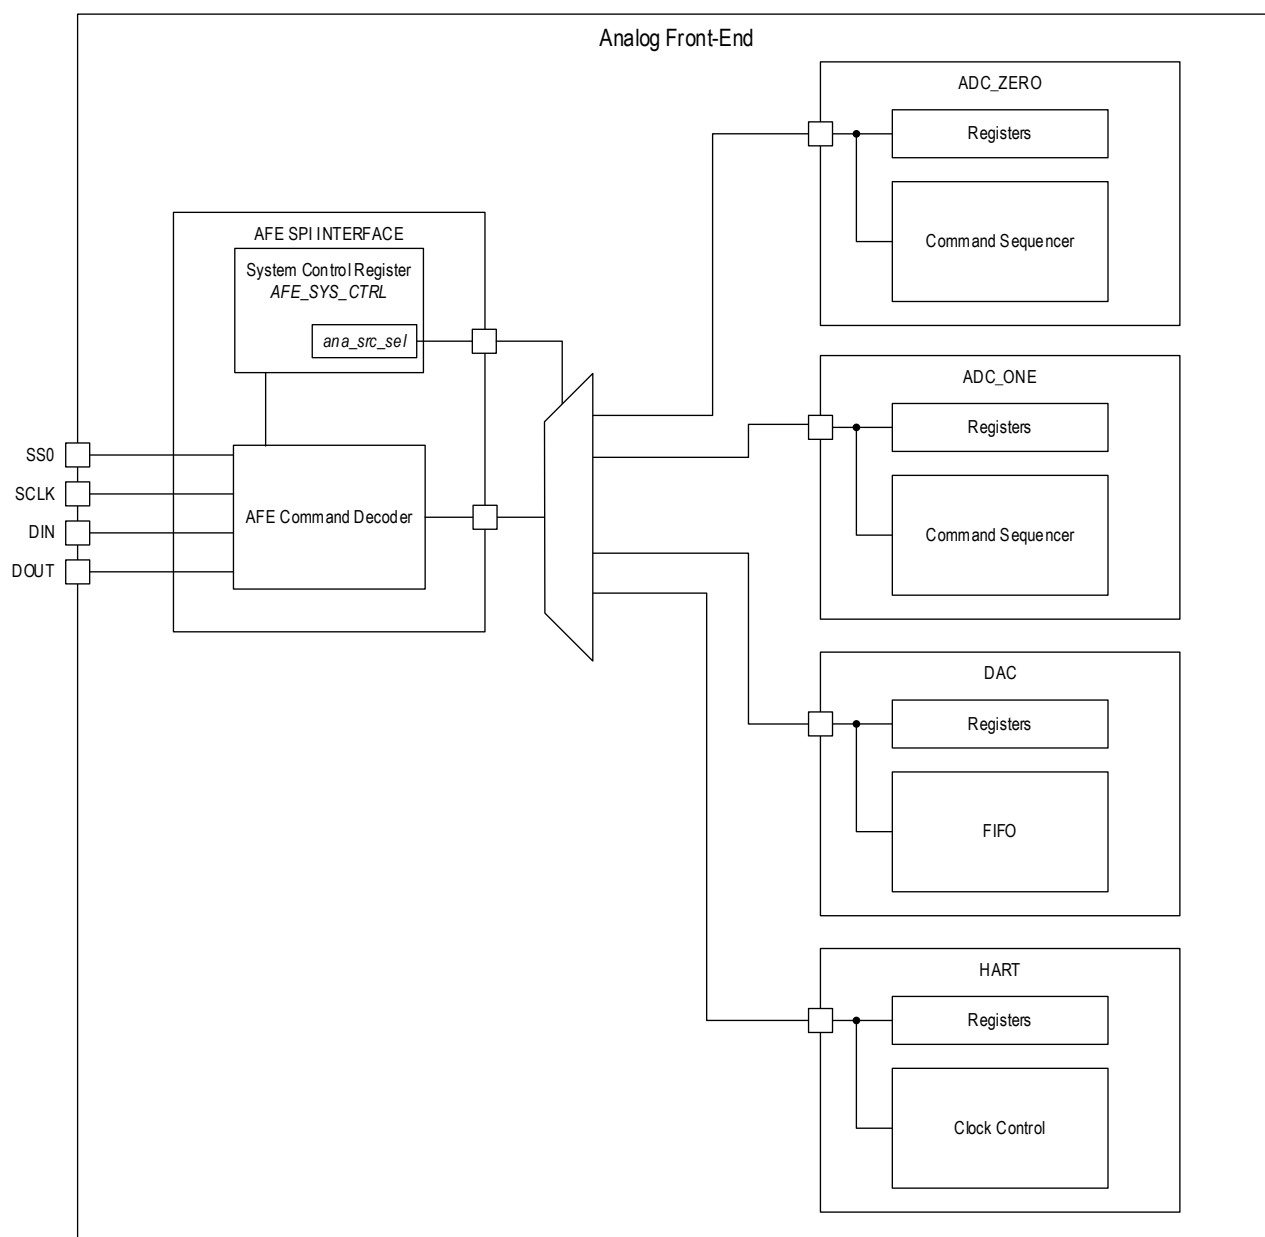 Analog Front-End
AFE SPI INTERFACE
System Control Register
AFE_SYS_CTRL
ana_src_sel
SS0
SCLK
DIN
DOUT
AFE Command Decoder
ADC_ZERO
Registers
Command Sequencer
ADC_ONE
Registers
Command Sequencer
DAC
Registers
FIFO
HART
Registers
Clock Control